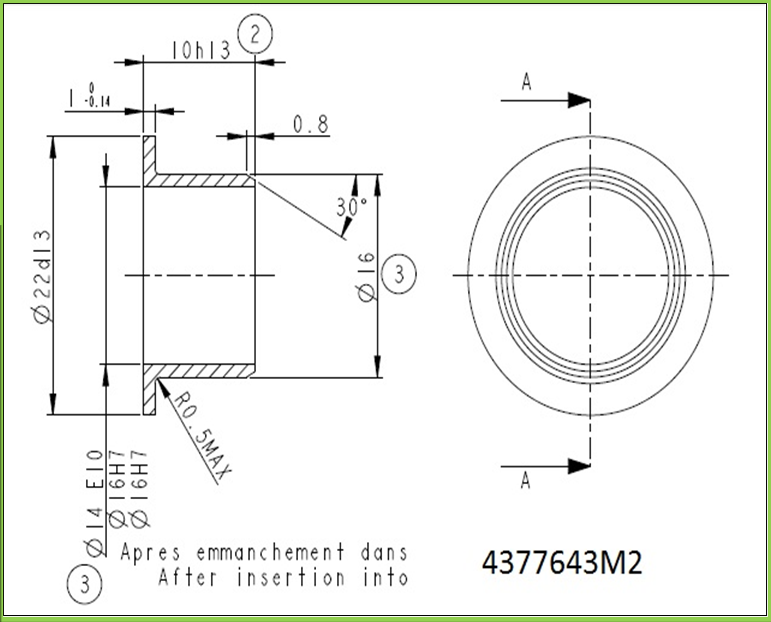 2
10h13
1 0 -0.14
A
0.8
30°
Ø22d13
Ø16
3
R0.5MAX
Ø14 E10
Ø16H7
Ø16H7
A
Apres emmanchement dans
After insertion into
3
4377643M2